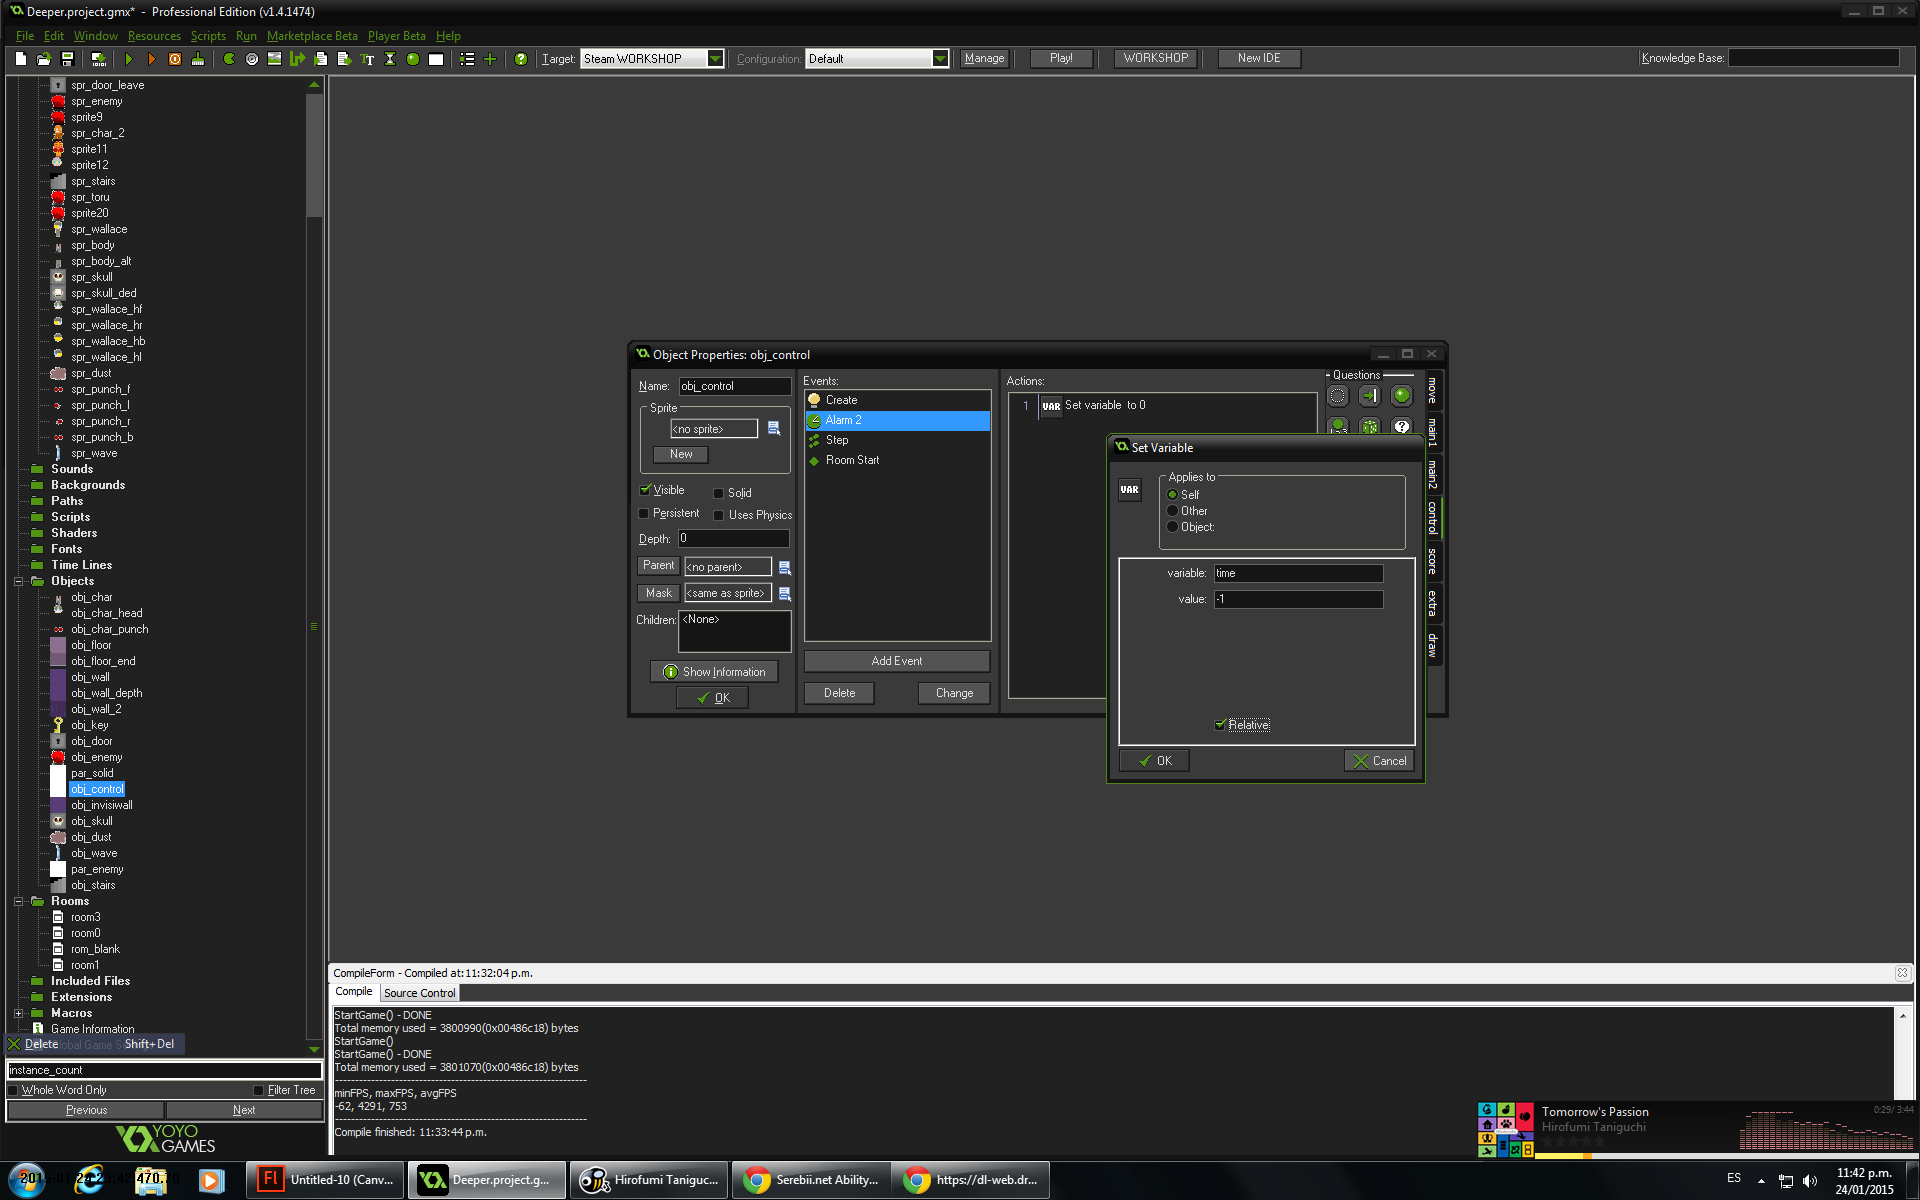 Deeper.project.gmx* - Professional Edition (v1.4.1474)
File Edit Window Resources Scripts Run Marketplace Beta Player Beta Help
Target: Steam WORKSHOP Configuration: Default Manage Play! WORKSHOP New IDE Knowledge Base:
spr_door_leave
spr_enemy
sprite9
spr_char_2
sprite11
sprite12
spr_stairs
spr_toru
sprite20
spr_wallace
spr_body
spr_body_alt
spr_skull
spr_skull_ded
spr_wallace_hf
spr_wallace_hr
spr_wallace_hb
spr_wallace_hl
spr_dust
spr_punch_f
spr_punch_l
spr_punch_r
spr_punch_b
spr_wave
Sounds
Backgrounds
Paths
Scripts
Shaders
Fonts
Time Lines
Objects
obj_char
obj_char_head
obj_char_punch
obj_floor
obj_floor_end
obj_wall
obj_wall_depth
obj_wall_2
obj_key
obj_door
obj_enemy
par_solid
obj_control
obj_invisiwall
obj_skull
obj_dust
obj_wave
par_enemy
obj_stairs
Rooms
room3
room0
rom_blank
room1
Included Files
Extensions
Macros
Game Information
Delete Shift+Del
instance_count
Whole Word Only Filter Tree
Previous Next
YOYO
GAMES
Object Properties: obj_control
Name: obj_control
Sprite
<no sprite>
New
Visible Solid
Persistent Uses Physics
Depth: 0
Parent <no parent>
Mask <same as sprite>
Children: <None>
Show Information
OK
Events:
Create
Alarm 2
Step
Room Start
Add Event
Delete Change
Actions:
1 VAR Set variable to 0
Questions
move
main1
main2
control
score
extra
draw
Set Variable
VAR
Applies to
Self
Other
Object:
variable: time
value: -1
Relative
OK Cancel
CompileForm - Compiled at: 11:32:04 p.m.
Compile Source Control
StartGame() - DONE
Total memory used = 3800990(0x00486c18) bytes
StartGame()
StartGame() - DONE
Total memory used = 3801070(0x00486c18) bytes
minFPS, maxFPS, avgFPS
-62, 4291, 753
Compile finished: 11:33:44 p.m.
Tomorrow's Passion 0:29/ 3:44
Hirofumi Taniguchi
Untitled-10 (Canv...
Deeper.project.g...
Hirofumi Taniguc...
Serebii.net Ability...
https://dl-web.dr...
ES
11:42 p.m.
24/01/2015